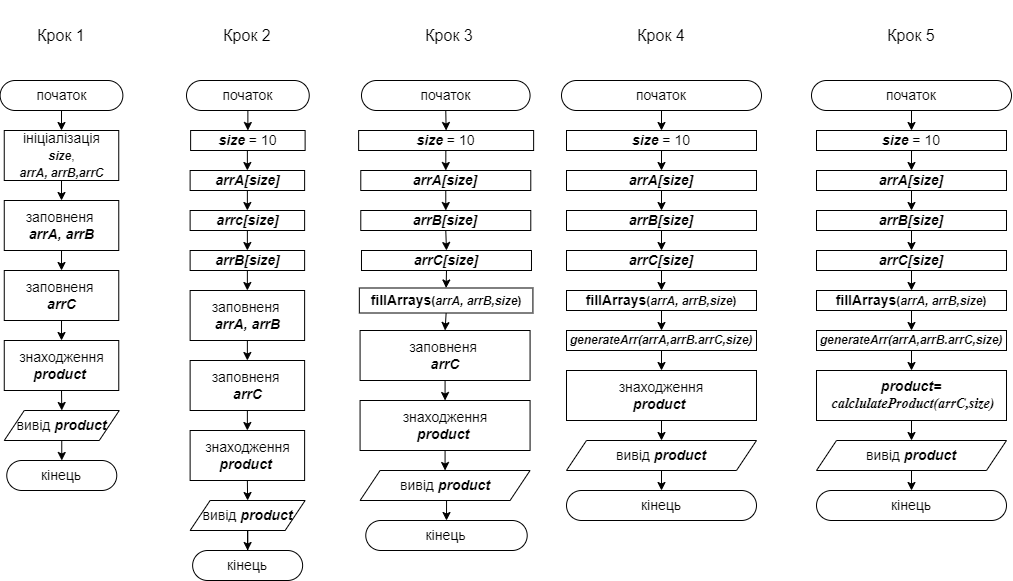 Крок 1
початок
ініціалізація
size,
arrA, arrB,arrC
заповненя
arrA, arrB
заповненя
arrC
знаходження
product
вивід product
кінець
Крок 2
початок
size = 10
arrA[size]
arrc[size]
arrB[size]
заповненя
arrA, arrB
заповненя
arrC
знаходження
product
вивід product
кінець
Крок 3
початок
size = 10
arrA[size]
arrB[size]
arrC[size]
fillArrays(arrA, arrB,size)
заповненя
arrC
знаходження
product
вивід product
кінець
Крок 4
початок
size = 10
arrA[size]
arrB[size]
arrC[size]
fillArrays(arrA, arrB,size)
generateArr(arrA,arrB.arrC,size)
знаходження
product
вивід product
кінець
Крок 5
початок
size = 10
arrA[size]
arrB[size]
arrC[size]
fillArrays(arrA, arrB,size)
generateArr(arrA,arrB.arrC,size)
product=
calclulateProduct(arrC,size)
вивід product
кінець